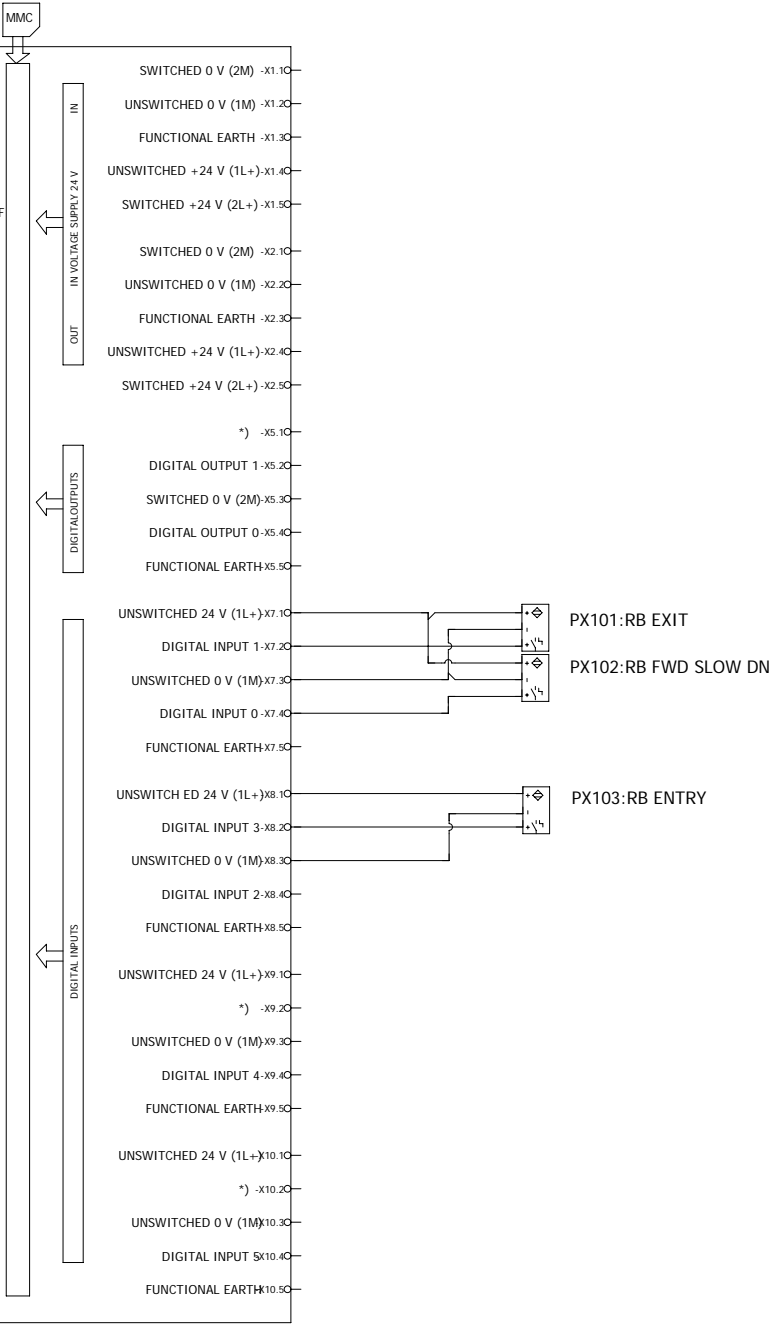 MMC
F
IN
IN VOLTAGE SUPPLY 24 V
OUT
SWITCHED 0 V (2M) -X1.1
UNSWITCHED 0 V (1M) -X1.2
FUNCTIONAL EARTH -X1.3
UNSWITCHED +24 V (1L+)-X1.4
SWITCHED +24 V (2L+) -X1.5
SWITCHED 0 V (2M) -X2.1
UNSWITCHED 0 V (1M) -X2.2
FUNCTIONAL EARTH -X2.3
UNSWITCHED +24 V (1L+)-X2.4
SWITCHED +24 V (2L+) -X2.5
DIGITALOUTPUTS
*) -X5.1
DIGITAL OUTPUT 1-X5.2
SWITCHED 0 V (2M)-X5.3
DIGITAL OUTPUT 0-X5.4
FUNCTIONAL EARTH-X5.5
DIGITAL INPUTS
UNSWITCHED 24 V (1L+)-X7.1
DIGITAL INPUT 1-X7.2
UNSWITCHED 0 V (1M)-X7.3
DIGITAL INPUT 0-X7.4
FUNCTIONAL EARTH-X7.5
+
-
+
PX101:RB EXIT
+
-
+
PX102:RB FWD SLOW DN
UNSWITCH ED 24 V (1L+)-X8.1
DIGITAL INPUT 3-X8.2
UNSWITCHED 0 V (1M)-X8.3
DIGITAL INPUT 2-X8.4
FUNCTIONAL EARTH-X8.5
+
-
+
PX103:RB ENTRY
UNSWITCHED 24 V (1L+)-X9.1
*) -X9.2
UNSWITCHED 0 V (1M)-X9.3
DIGITAL INPUT 4-X9.4
FUNCTIONAL EARTH-X9.5
UNSWITCHED 24 V (1L+)-X10.1
*) -X10.2
UNSWITCHED 0 V (1M)-X10.3
DIGITAL INPUT 5-X10.4
FUNCTIONAL EARTH-X10.5